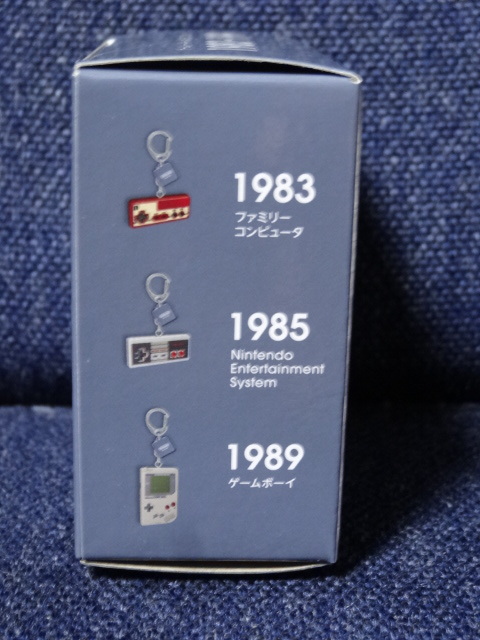 1983
ファミリー
コンピュータ
1985
Nintendo
Entertainment
System
1989
ゲームボーイ